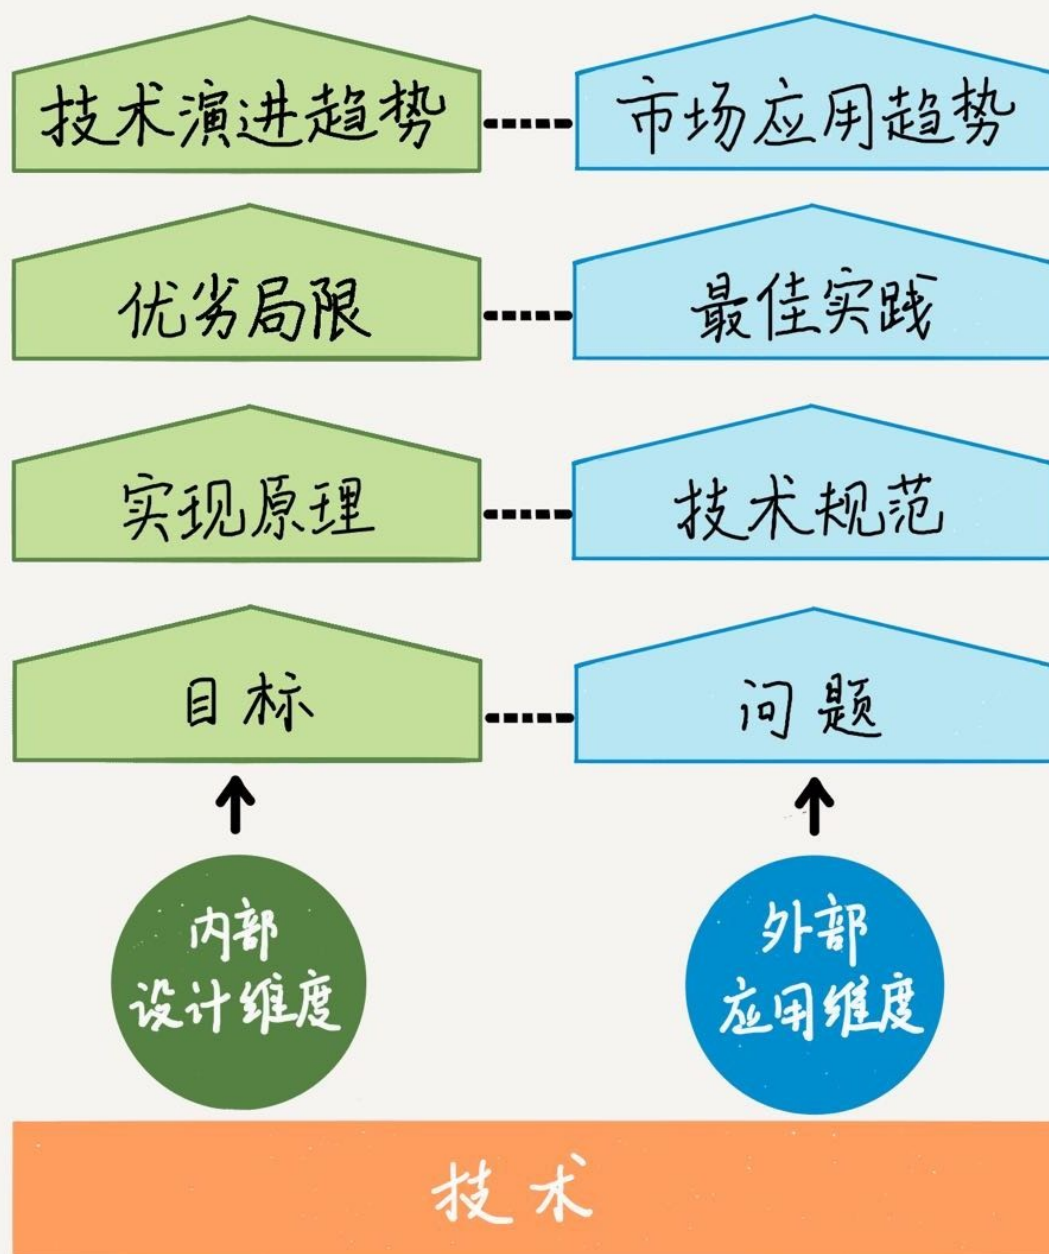 技术演进趋势
市场应用趋势
优劣局限
最佳实践
实现原理
技术规范
目标
问题
内部
设计维度
外部
应用维度
技术